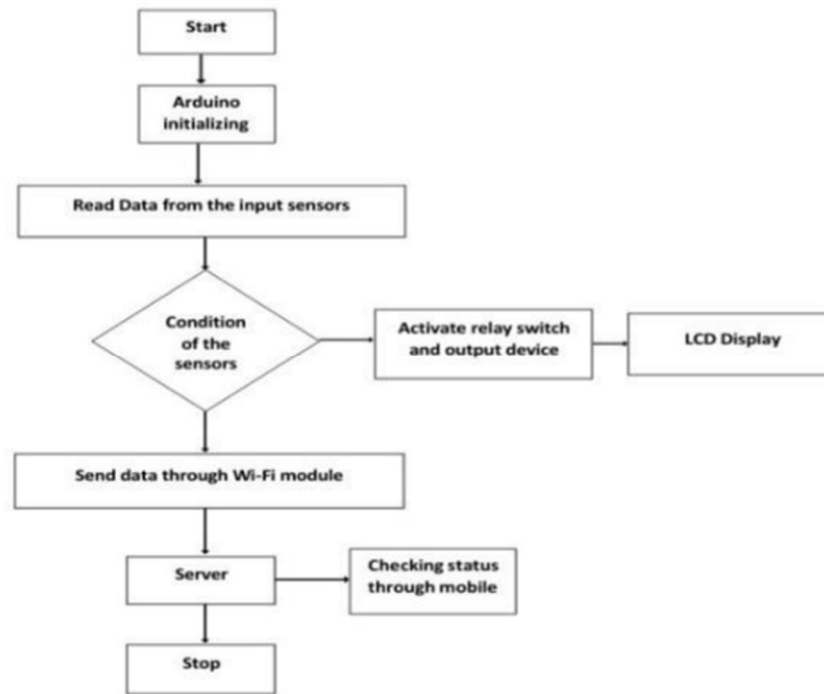 Start
Arduino
initializing
Read Data from the input sensors
Condition
of the
sensors
Activate relay switch
and output device
LCD Display
Send data through Wi-Fi module
Server
Checking status
through mobile
Stop